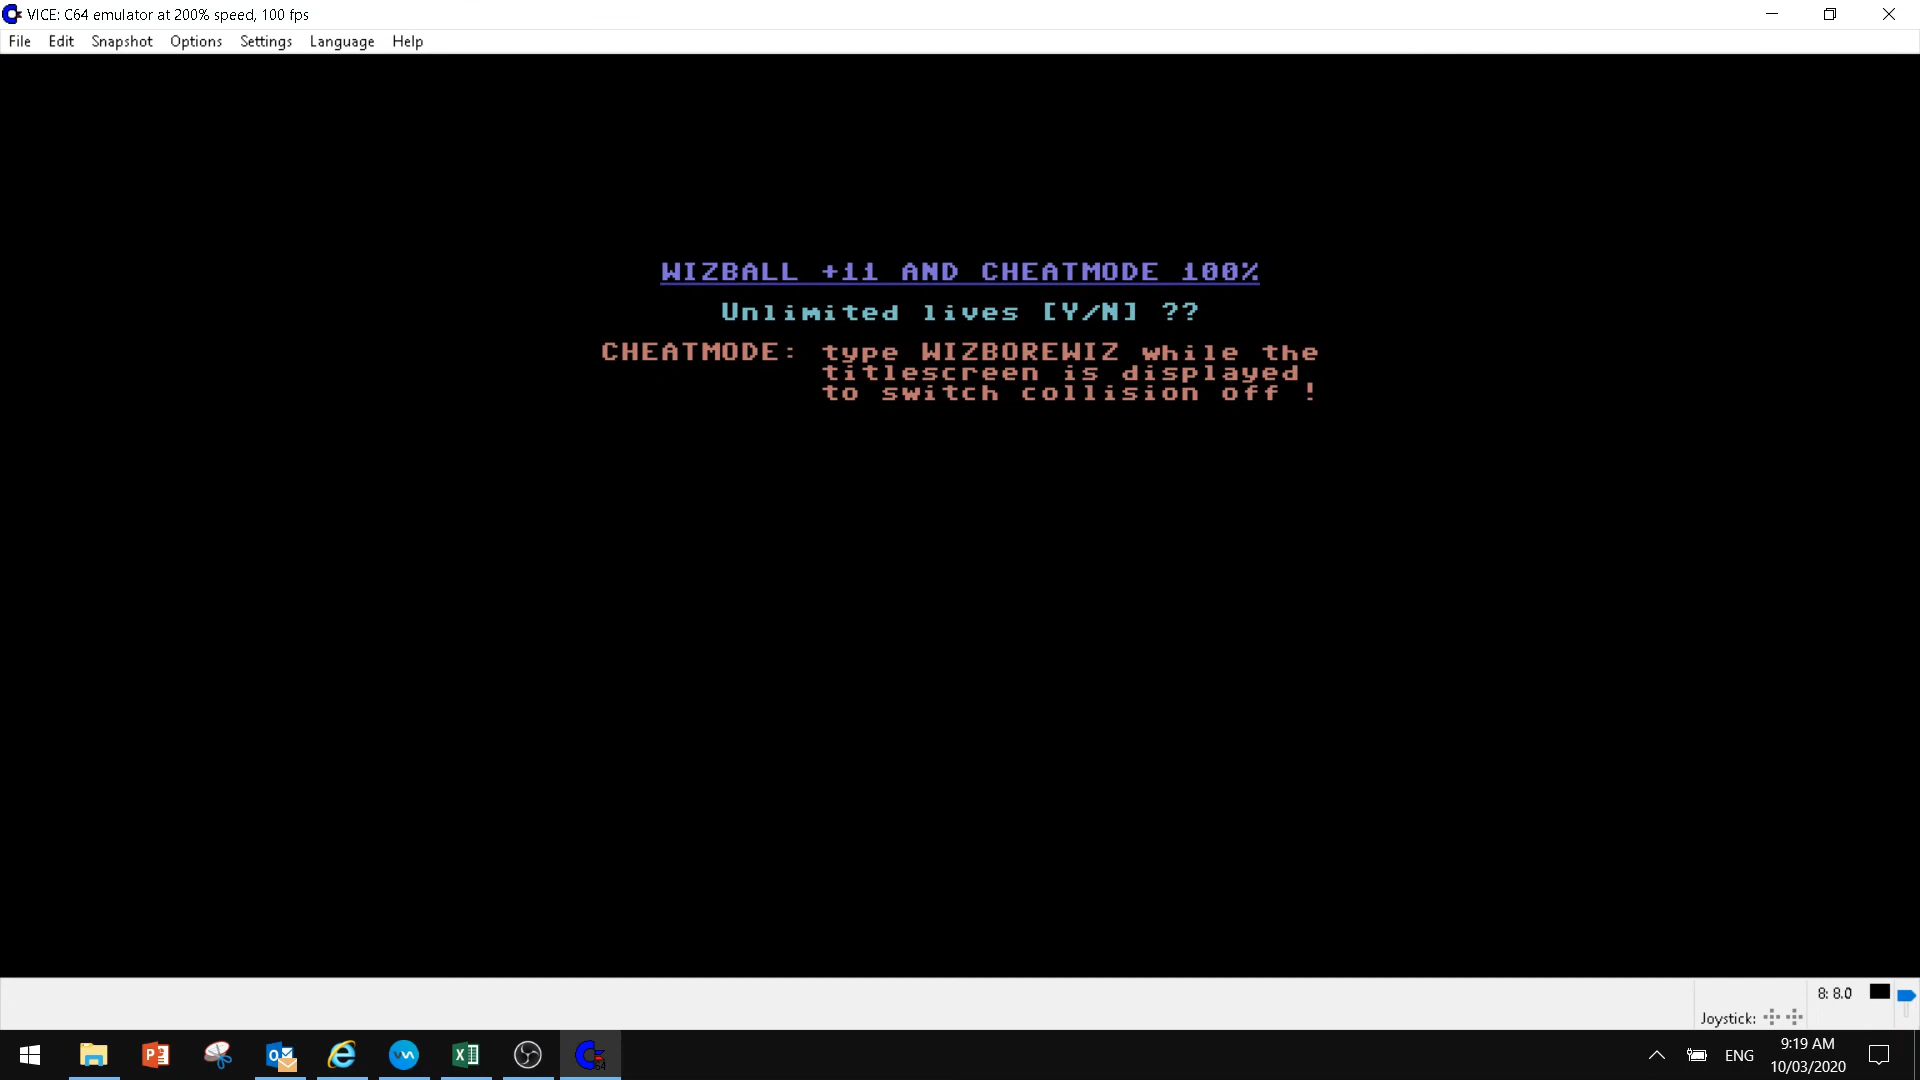 VICE: C64 emulator at 200% speed, 100 fps
File Edit Snapshot Options Settings Language Help
WIZBALL +11 AND CHEATMODE 100%
Unlimited lives [Y/N] ??
CHEATMODE: type WIZBOREWIZ while the
titlescreen is displayed
to switch collision off !
8: 8.0
Joystick:
ENG
9:19 AM
10/03/2020